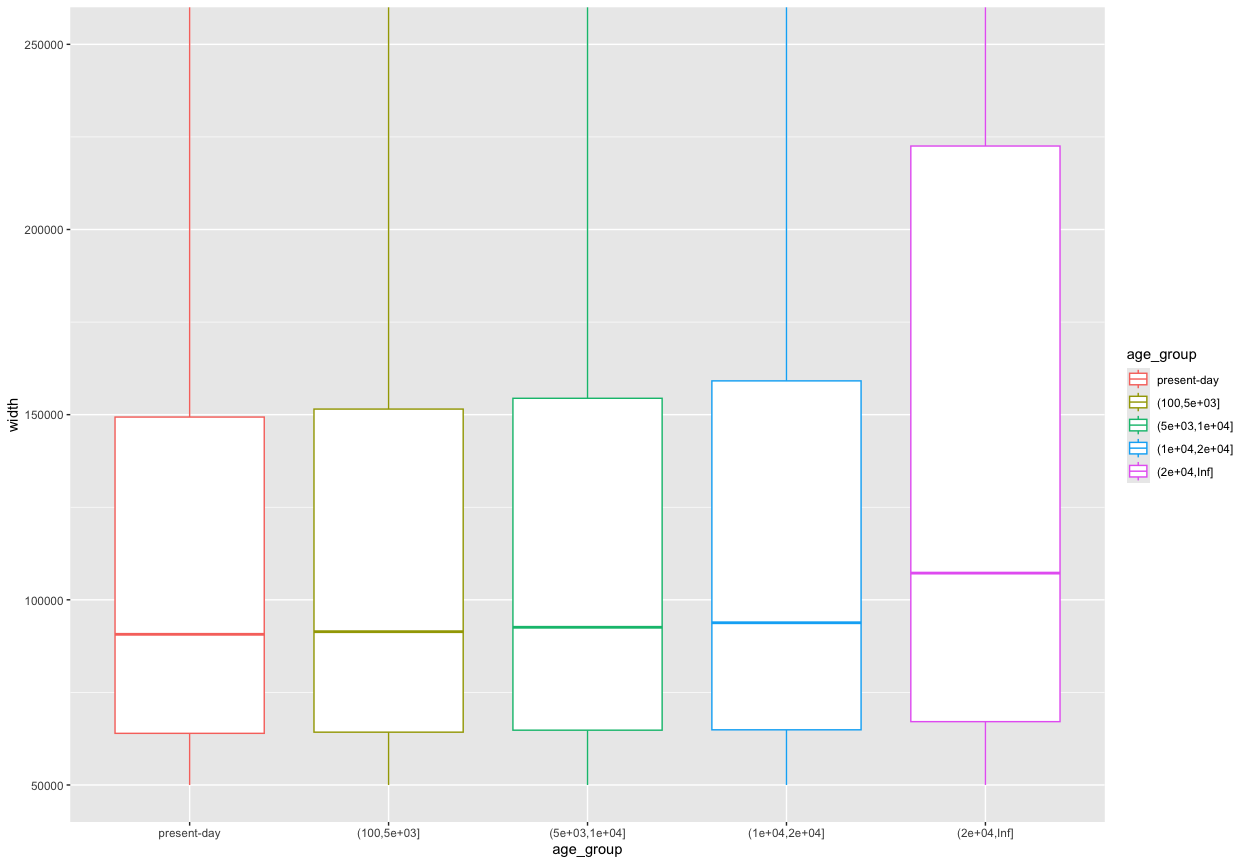 250000
200000
150000
100000
50000
width
present-day
(100,5e+03]
(5e+03,1e+04]
(1e+04,2e+04]
(2e+04,Inf]
age_group
age_group
present-day
(100,5e+03]
(5e+03,1e+04]
(1e+04,2e+04]
(2e+04,Inf]